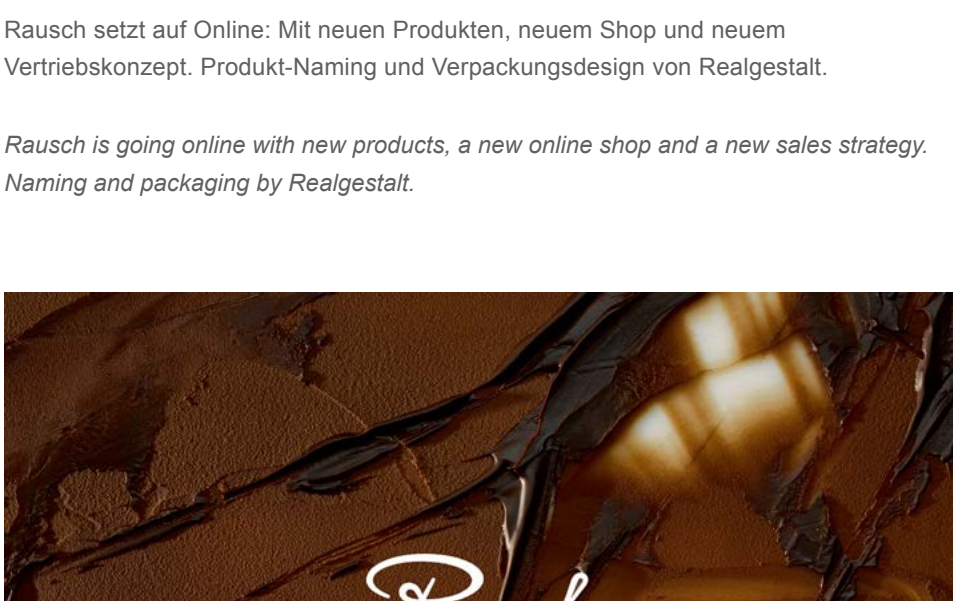 Rausch setzt auf Online: Mit neuen Produkten, neuem Shop und neuem
Vertriebskonzept. Produkt-Naming und Verpackungsdesign von Realgestalt.
Rausch is going online with new products, a new online shop and a new sales strategy.
Naming and packaging by Realgestalt.